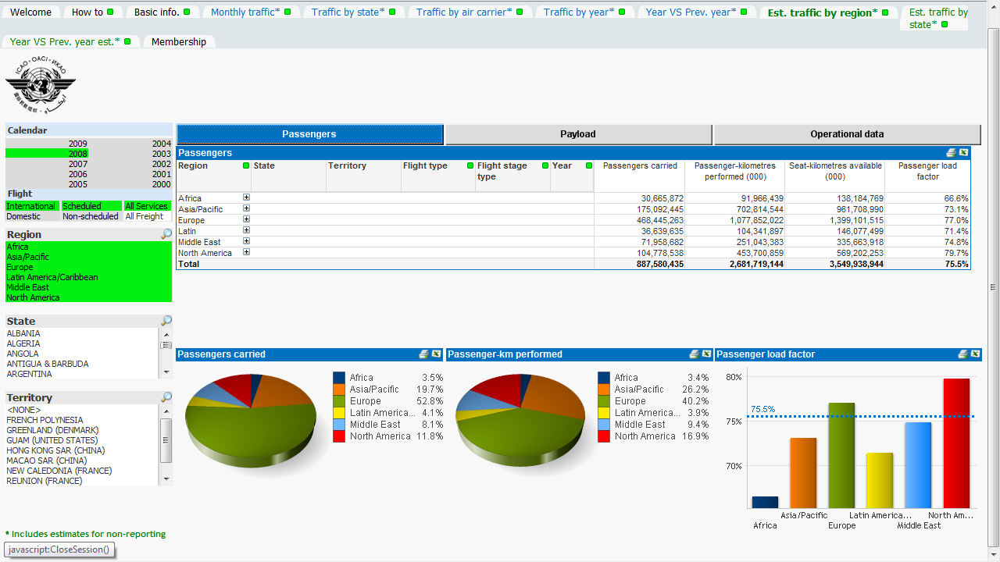 Welcome
How to
Basic info.
Monthly traffic*
Traffic by state*
Traffic by air carrier*
Traffic by year*
Year VS Prev. year*
Est. traffic by region*
Est. traffic by
state*
Year VS Prev. year est.*
Membership
ICAO · OACI · ИКАО
Calendar
2009 2004
2008 2003
2007 2002
2006 2001
2005 2000
Flight
International Scheduled All Services
Domestic Non-scheduled All Freight
Region
Africa
Asia/Pacific
Europe
Latin America/Caribbean
Middle East
North America
State
ALBANIA
ALGERIA
ANGOLA
ANTIGUA & BARBUDA
ARGENTINA
Territory
<NONE>
FRENCH POLYNESIA
GREENLAND (DENMARK)
GUAM (UNITED STATES)
HONG KONG SAR (CHINA)
MACAO SAR (CHINA)
NEW CALEDONIA (FRANCE)
REUNION (FRANCE)
* Includes estimates for non-reporting
javascript:CloseSession()
Passengers Payload Operational data
Passengers
Region State Territory Flight type Flight stage Year Passengers carried Passenger-kilometres Seat-kilometres available Passenger load
type performed (000) (000) factor
Africa 30,665,872 91,966,439 138,184,769 66.6%
Asia/Pacific 175,092,445 702,814,544 961,708,990 73.1%
Europe 468,445,263 1,077,852,022 1,399,101,515 77.0%
Latin 36,639,635 104,341,897 146,077,499 71.4%
Middle East 71,958,682 251,043,383 335,663,918 74.8%
North America 104,778,538 453,700,859 569,202,253 79.7%
Total 887,580,435 2,681,719,144 3,549,938,944 75.5%
Passengers carried
Africa 3.5%
Asia/Pacific 19.7%
Europe 52.8%
Latin America... 4.1%
Middle East 8.1%
North America 11.8%
Passenger-km performed
Africa 3.4%
Asia/Pacific 26.2%
Europe 40.2%
Latin America... 3.9%
Middle East 9.4%
North America 16.9%
Passenger load factor
80%
75.5%
75%
70%
Asia/Pacific Latin America... North Am...
Africa Europe Middle East